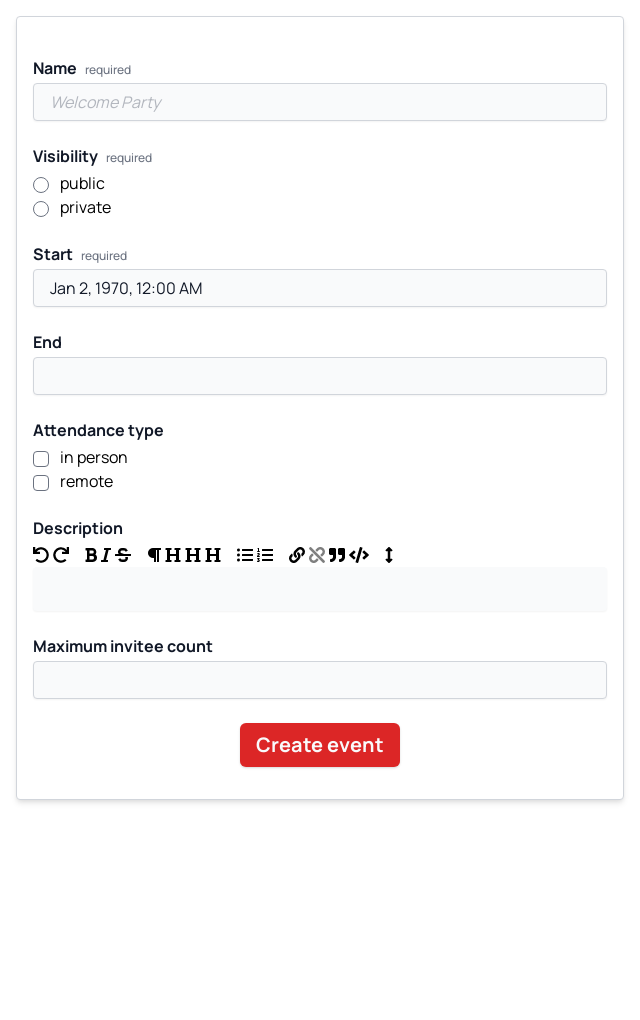 Name required
Welcome Party
Visibility required
public
private
Start required
Jan 2, 1970, 12:00 AM
End
Attendance type
in person
remote
Description
Maximum invitee count
Create event